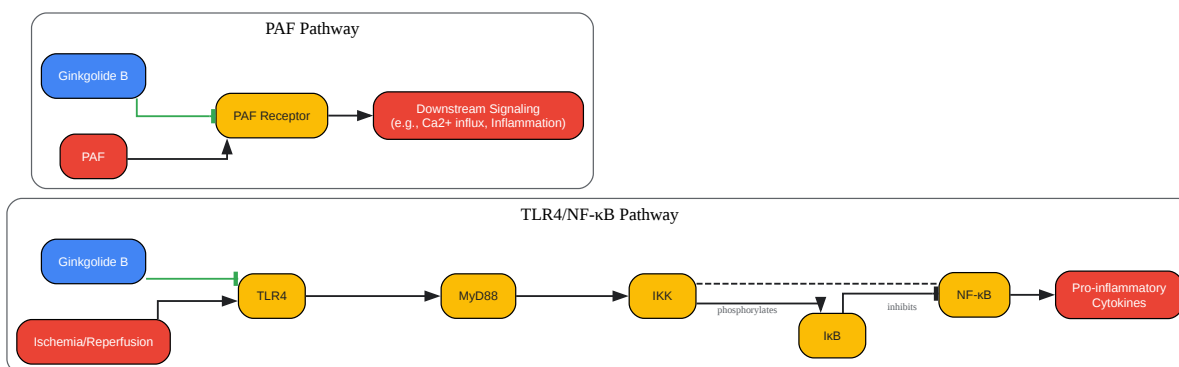 PAF Pathway
Ginkgolide B
PAF Receptor
Downstream Signaling
(e.g., Ca2+ influx, Inflammation)
PAF
TLR4/NF-κB Pathway
Ginkgolide B
TLR4
MyD88
IKK
NF-κB
Pro-inflammatory
Cytokines
phosphorylates
inhibits
Ischemia/Reperfusion
IκB